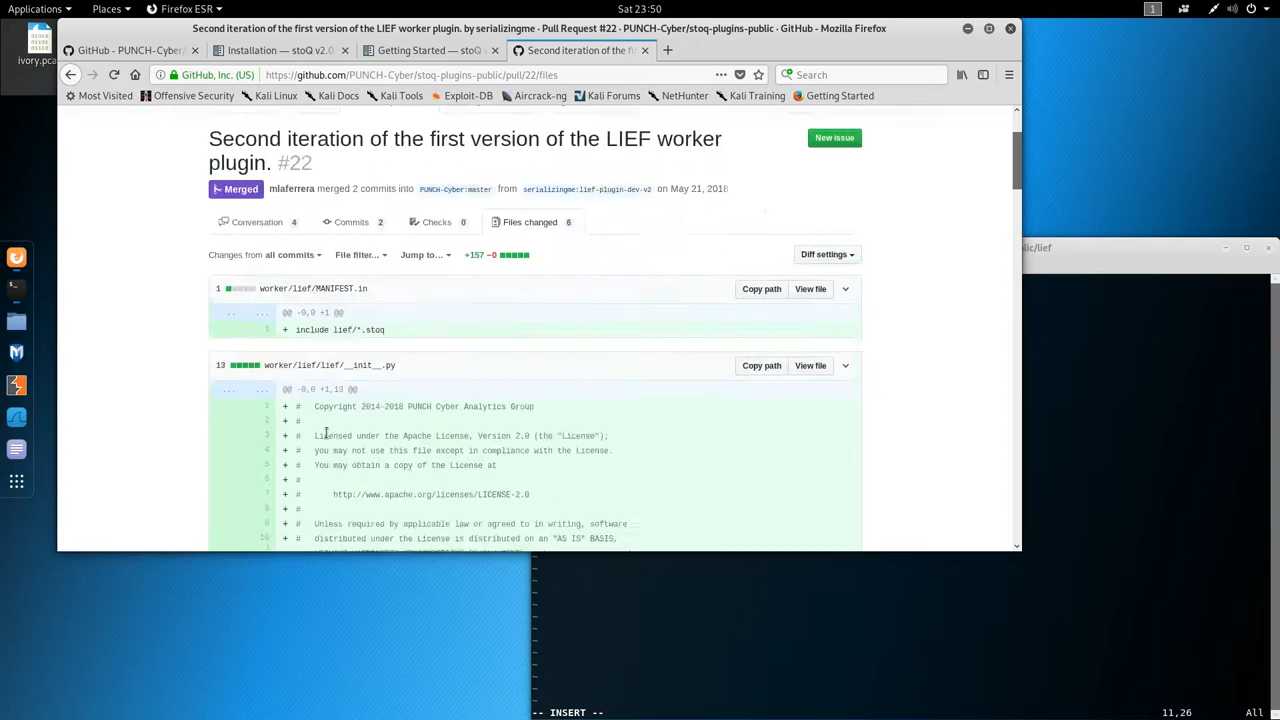 Applications
Places
Firefox ESR
Sat 23:50
1
Second iteration of the first version of the LIEF worker plugin. by serializingme · Pull Request #22 · PUNCH-Cyber/stoq-plugins-public · GitHub - Mozilla Firefox
GitHub - PUNCH-Cyber/
Installation — stoQ v2.0.
Getting Started — stoQ
Second iteration of the fir
GitHub, Inc. (US)
https://github.com/PUNCH-Cyber/stoq-plugins-public/pull/22/files
Search
Most Visited
Offensive Security
Kali Linux
Kali Docs
Kali Tools
Exploit-DB
Aircrack-ng
Kali Forums
NetHunter
Kali Training
Getting Started
ivory.pca
Second iteration of the first version of the LIEF worker
plugin. #22
New issue
Merged
mlaferrera merged 2 commits into PUNCH-Cyber:master from serializingme:lief-plugin-dev-v2 on May 21, 2018
Conversation 4
Commits 2
Checks 0
Files changed 6
Changes from all commits
File filter...
Jump to...
+157 −0
Diff settings
1 worker/lief/MANIFEST.in
Copy path
View file
@@ -0,0 +1 @@
1 + include lief/*.stoq
13 worker/lief/lief/__init__.py
Copy path
View file
@@ -0,0 +1,13 @@
1 + # Copyright 2014-2018 PUNCH Cyber Analytics Group
2 + #
3 + # Licensed under the Apache License, Version 2.0 (the "License");
4 + # you may not use this file except in compliance with the License.
5 + # You may obtain a copy of the License at
6 + #
7 + # http://www.apache.org/licenses/LICENSE-2.0
8 + #
9 + # Unless required by applicable law or agreed to in writing, software
10 + # distributed under the License is distributed on an "AS IS" BASIS,
lic/lief
~
~
~
~
~
~
~
~
~
~
-- INSERT --
11,26
All